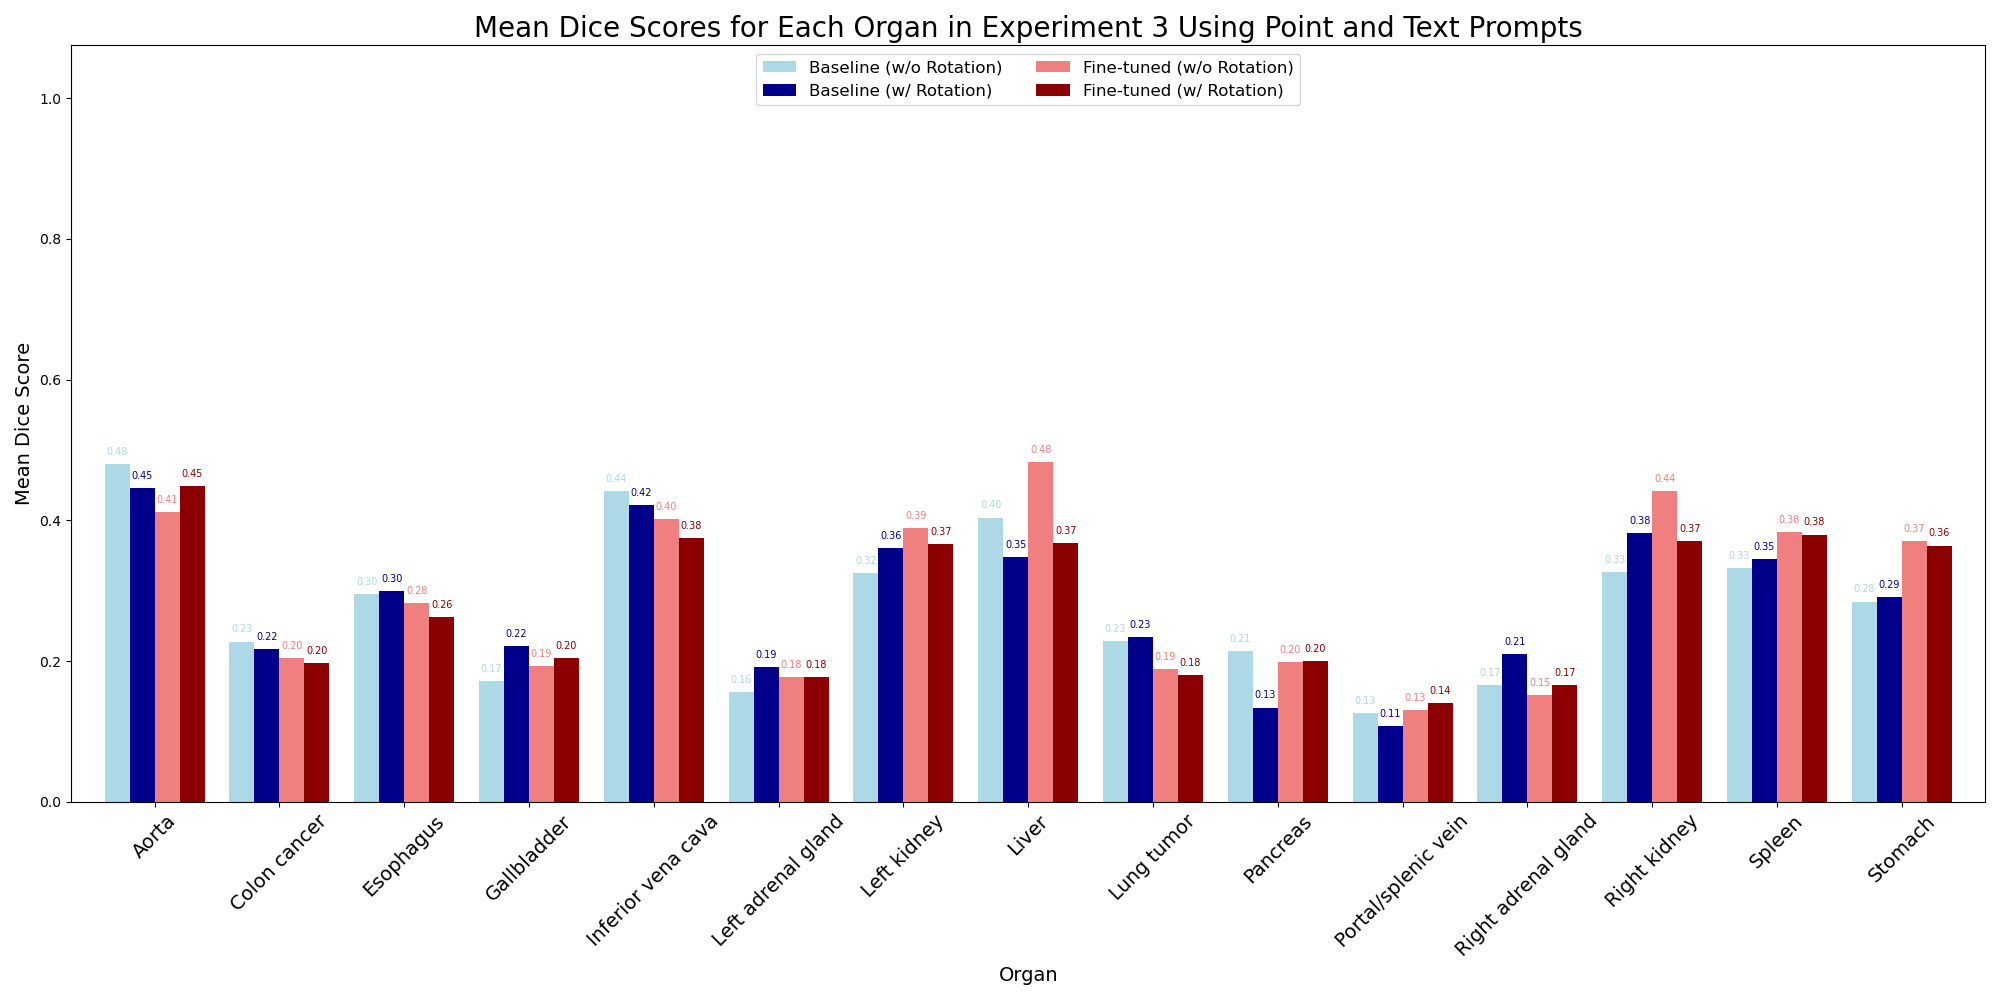 Mean Dice Scores for Each Organ in Experiment 3 Using Point and Text Prompts
Baseline (w/o Rotation)
Baseline (w/ Rotation)
Fine-tuned (w/o Rotation)
Fine-tuned (w/ Rotation)
Mean Dice Score
1.0
0.8
0.6
0.4
0.2
0.0
0.48 0.45 0.41 0.45
0.23 0.22 0.20 0.20
0.30 0.30 0.28 0.26
0.17 0.22 0.19 0.20
0.44 0.42 0.40 0.38
0.16 0.19 0.18 0.18
0.32 0.36 0.39 0.37
0.40 0.35 0.48 0.37
0.23 0.23 0.19 0.18
0.21 0.13 0.20 0.20
0.13 0.11 0.13 0.14
0.17 0.21 0.15 0.17
0.33 0.38 0.44 0.37
0.33 0.35 0.38 0.38
0.28 0.29 0.37 0.36
Aorta
Colon cancer
Esophagus
Gallbladder
Inferior vena cava
Left adrenal gland
Left kidney
Liver
Lung tumor
Pancreas
Portal/splenic vein
Right adrenal gland
Right kidney
Spleen
Stomach
Organ